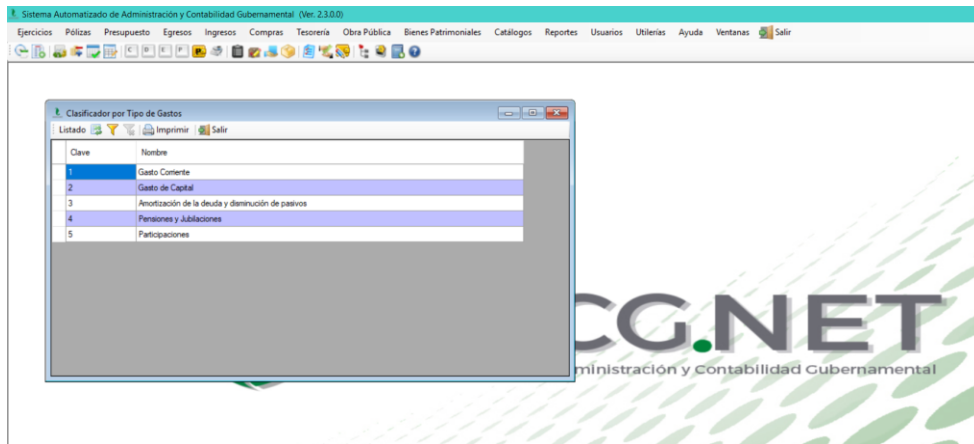 Sistema Automatizado de Administración y Contabilidad Gubernamental (Ver. 2.3.0.0)
Ejercicios Pólizas Presupuesto Egresos Ingresos Compras Tesorería Obra Pública Bienes Patrimoniales Catálogos Reportes Usuarios Utilerías Ayuda Ventanas Salir
C D E P
Clasificador por Tipo de Gastos
Listado Imprimir Salir
Clave Nombre
1 Gasto Corriente
2 Gasto de Capital
3 Amortización de la deuda y disminución de pasivos
4 Pensiones y Jubilaciones
5 Participaciones
CG.NET
ministración y Contabilidad Gubernamental